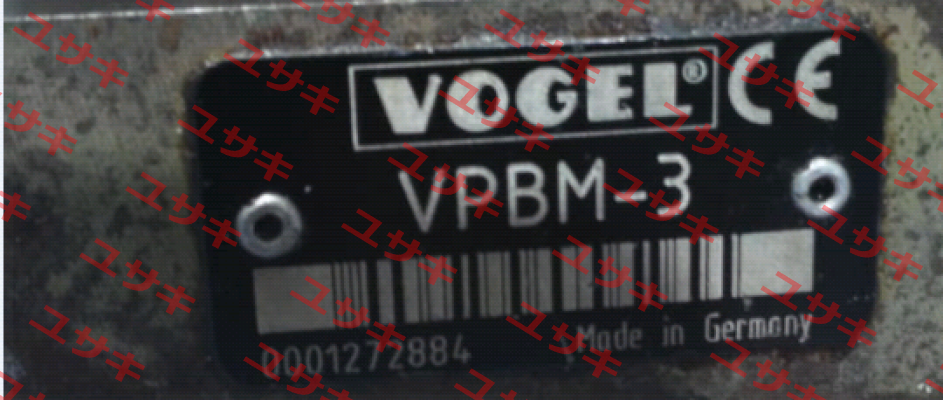 VOGEL® CE
VPBM-3
0001272884 Made in Germany
ユサキ